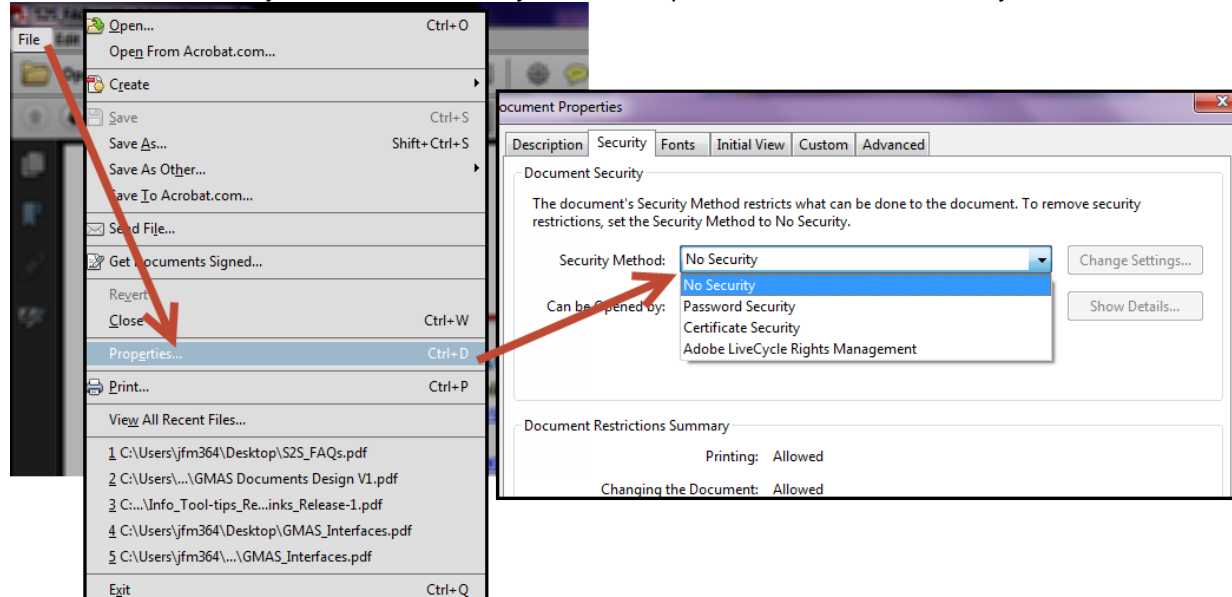 File
Open... Ctrl+O
Open From Acrobat.com...
Create
Save Ctrl+S
Save As... Shift+Ctrl+S
Save As Other...
Save To Acrobat.com...
Send File...
Get Documents Signed...
Revert
Close Ctrl+W
Properties... Ctrl+D
Print... Ctrl+P
View All Recent Files...
1 C:\Users\jfm364\Desktop\S2S_FAQs.pdf
2 C:\Users\...\GMAS Documents Design V1.pdf
3 C:...\Info_Tool-tips_Re...inks_Release-1.pdf
4 C:\Users\jfm364\Desktop\GMAS_Interfaces.pdf
5 C:\Users\jfm364\...\GMAS_Interfaces.pdf
Exit Ctrl+Q
ocument Properties
Description Security Fonts Initial View Custom Advanced
Document Security
The document's Security Method restricts what can be done to the document. To remove security
restrictions, set the Security Method to No Security.
Security Method: No Security Change Settings...
No Security
Can be Opened by: Password Security Show Details...
Certificate Security
Adobe LiveCycle Rights Management
Document Restrictions Summary
Printing: Allowed
Changing the Document: Allowed